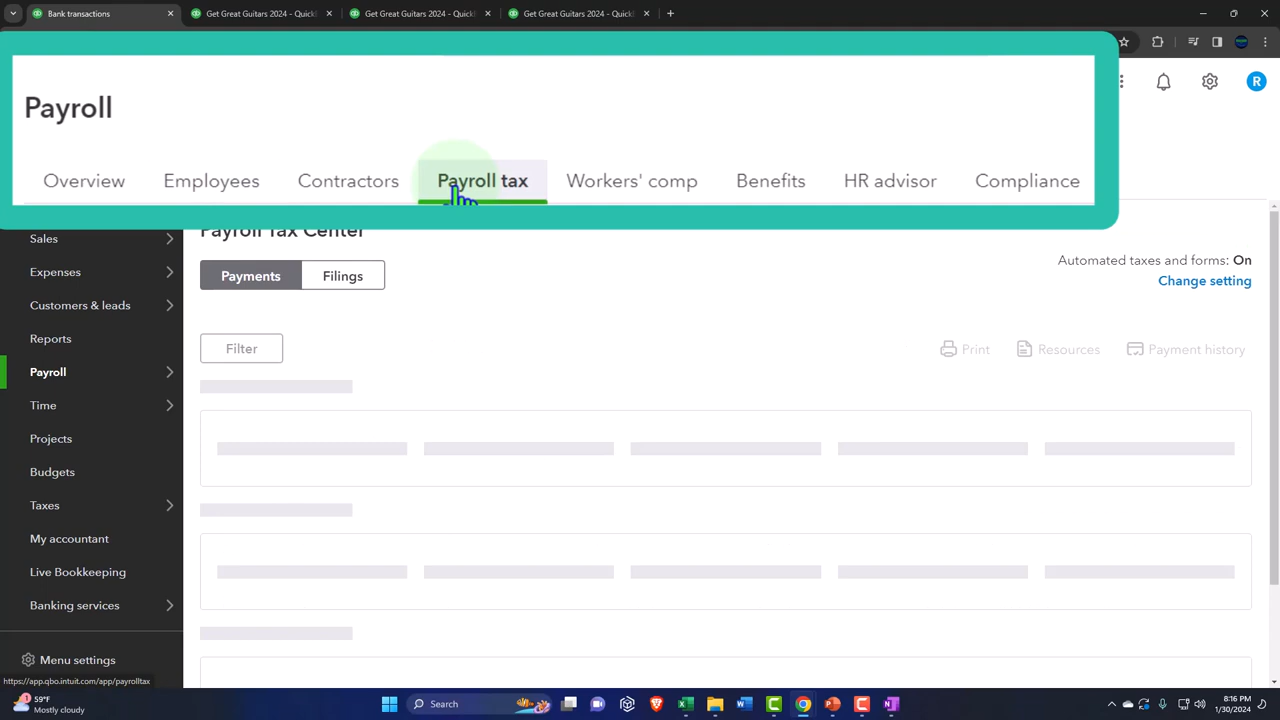 Bank transactions
Get Great Guitars 2024 - QuickB
Get Great Guitars 2024 - QuickB
Get Great Guitars 2024 - QuickB
R
Payroll
Overview
Employees
Contractors
Payroll tax
Workers' comp
Benefits
HR advisor
Compliance
Sales
Expenses
Customers & leads
Reports
Payroll
Time
Projects
Budgets
Taxes
My accountant
Live Bookkeeping
Banking services
Menu settings
Payroll Tax Center
Payments
Filings
Automated taxes and forms: On
Change setting
Filter
Print
Resources
Payment history
https://app.qbo.intuit.com/app/payrolltax
1
59°F
Mostly cloudy
Search
8:16 PM
1/30/2024